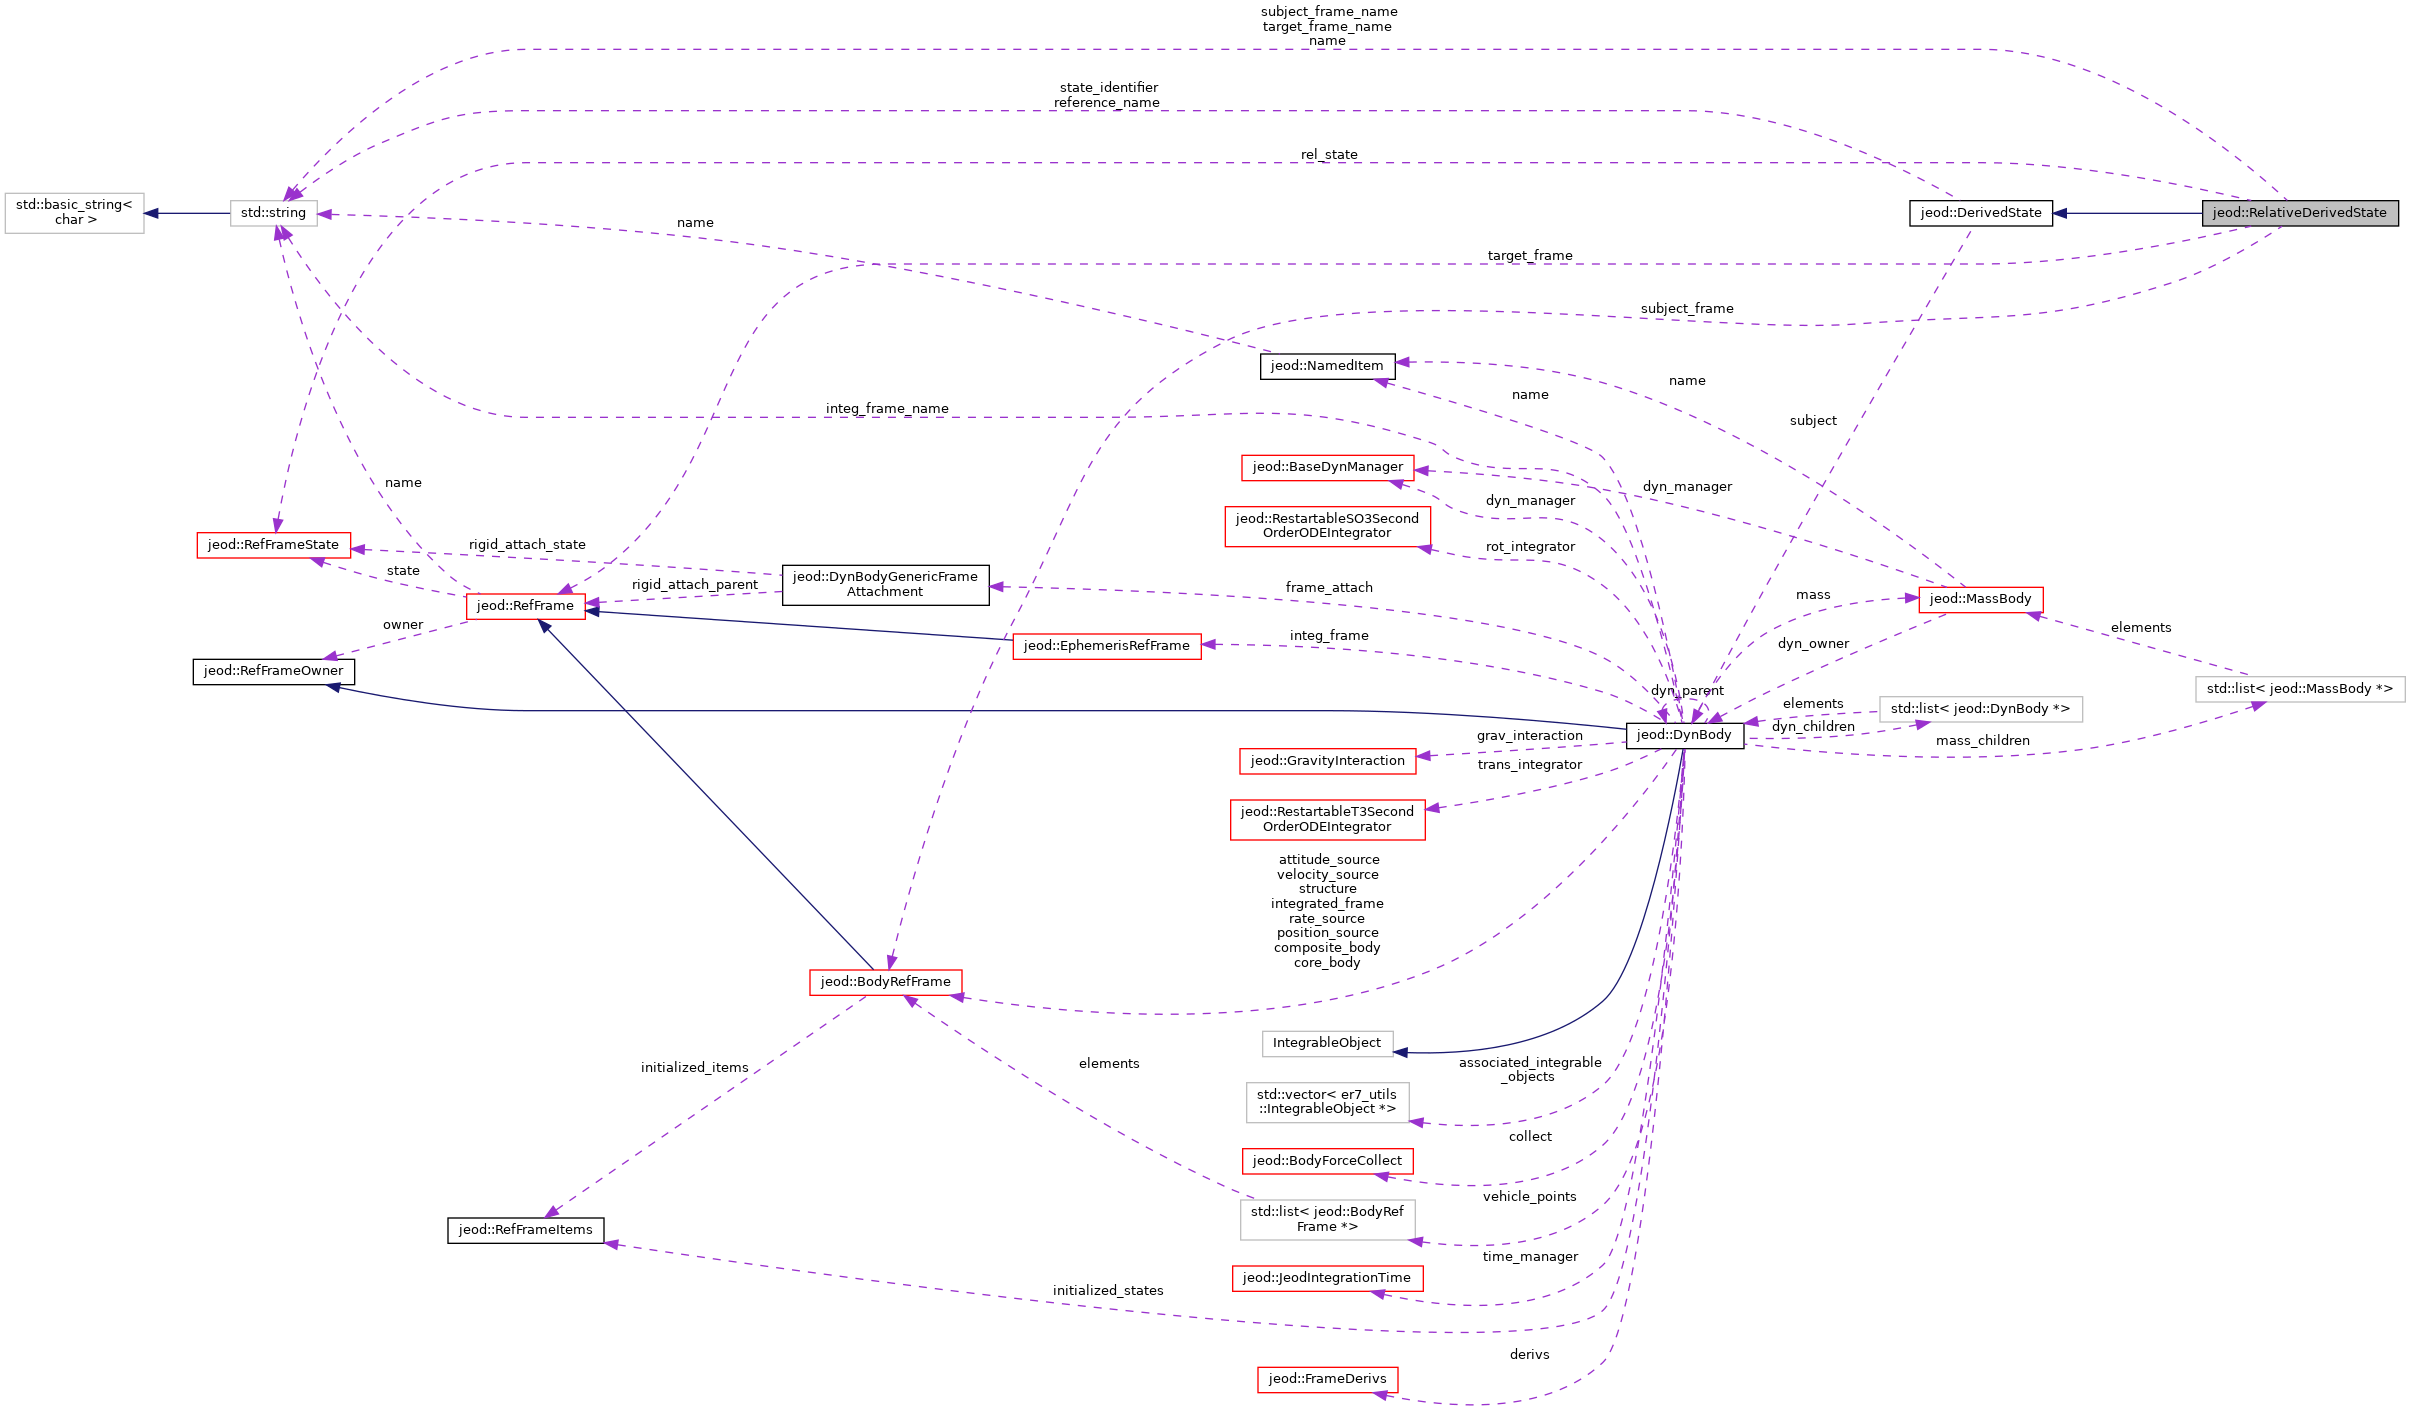 subject_frame_name
target_frame_name
name
state_identifier
reference_name
rel_state
std::basic_string<
char >
std::string
jeod::DerivedState
jeod::RelativeDerivedState
name
target_frame
subject_frame
jeod::NamedItem
name
name
integ_frame_name
subject
jeod::BaseDynManager
name
dyn_manager
dyn_manager
jeod::RestartableSO3Second
OrderODEIntegrator
jeod::RefFrameState
rigid_attach_state
rot_integrator
state
jeod::DynBodyGenericFrame
Attachment
rigid_attach_parent
frame_attach
mass
jeod::MassBody
jeod::RefFrame
owner
elements
integ_frame
dyn_owner
jeod::EphemerisRefFrame
jeod::RefFrameOwner
dyn_parent
std::list< jeod::MassBody *>
elements
std::list< jeod::DynBody *>
dyn_children
jeod::DynBody
grav_interaction
mass_children
jeod::GravityInteraction
trans_integrator
jeod::RestartableT3Second
OrderODEIntegrator
attitude_source
velocity_source
structure
integrated_frame
rate_source
position_source
composite_body
core_body
jeod::BodyRefFrame
IntegrableObject
initialized_items
elements
associated_integrable
_objects
std::vector< er7_utils
::IntegrableObject *>
collect
jeod::BodyForceCollect
vehicle_points
std::list< jeod::BodyRef
Frame *>
jeod::RefFrameItems
time_manager
jeod::JeodIntegrationTime
initialized_states
derivs
jeod::FrameDerivs